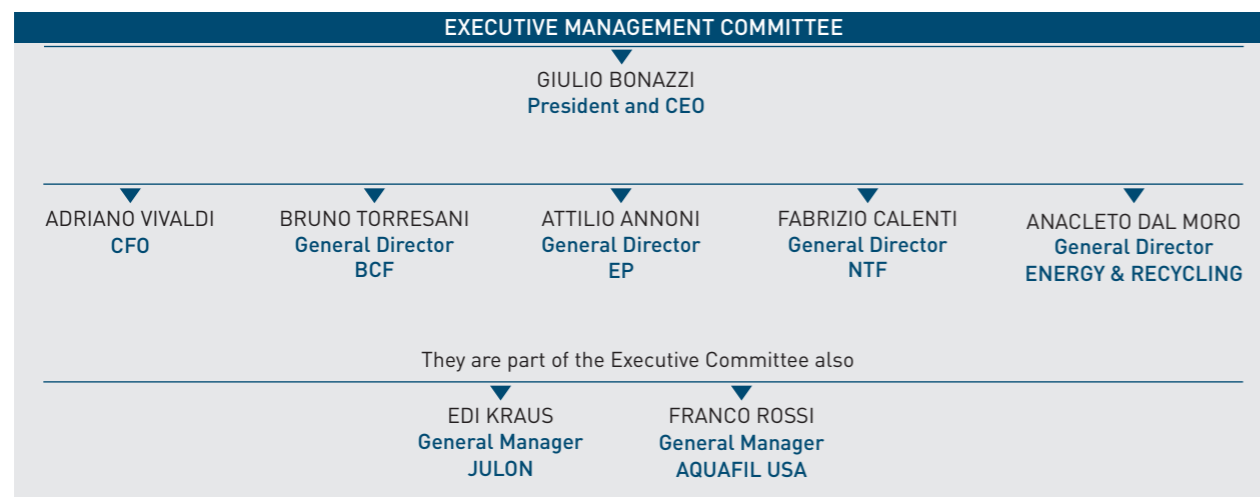 EXECUTIVE MANAGEMENT COMMITTEE
GIULIO BONAZZI
President and CEO
ADRIANO VIVALDI
CFO
BRUNO TORRESANI
General Director
BCF
ATTILIO ANNONI
General Director
EP
FABRIZIO CALENTI
General Director
NTF
ANACLETO DAL MORO
General Director
ENERGY & RECYCLING
They are part of the Executive Committee also
EDI KRAUS
General Manager
JULON
FRANCO ROSSI
General Manager
AQUAFIL USA